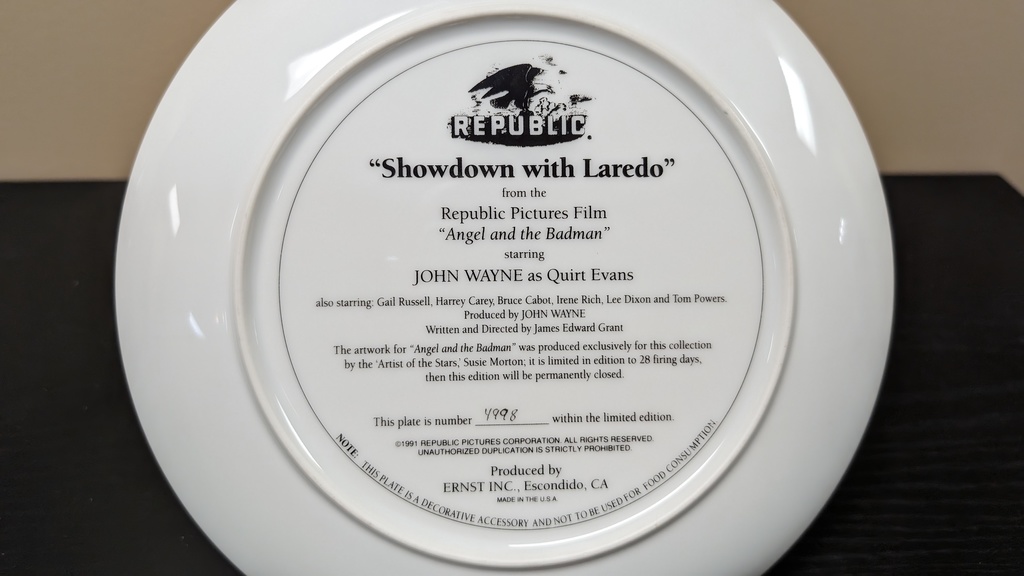 REPUBLIC.
“Showdown with Laredo”
from the
Republic Pictures Film
“Angel and the Badman”
starring
JOHN WAYNE as Quirt Evans
also starring: Gail Russell, Harrey Carey, Bruce Cabot, Irene Rich, Lee Dixon and Tom Powers.
Produced by JOHN WAYNE
Written and Directed by James Edward Grant
The artwork for “Angel and the Badman” was produced exclusively for this collection
by the ‘Artist of the Stars,’ Susie Morton; it is limited in edition to 28 firing days,
then this edition will be permanently closed.
This plate is number 4998 within the limited edition.
©1991 REPUBLIC PICTURES CORPORATION. ALL RIGHTS RESERVED.
UNAUTHORIZED DUPLICATION IS STRICTLY PROHIBITED.
Produced by
ERNST INC., Escondido, CA
MADE IN THE U.S.A.
NOTE: THIS PLATE IS A DECORATIVE ACCESSORY AND NOT TO BE USED FOR FOOD CONSUMPTION